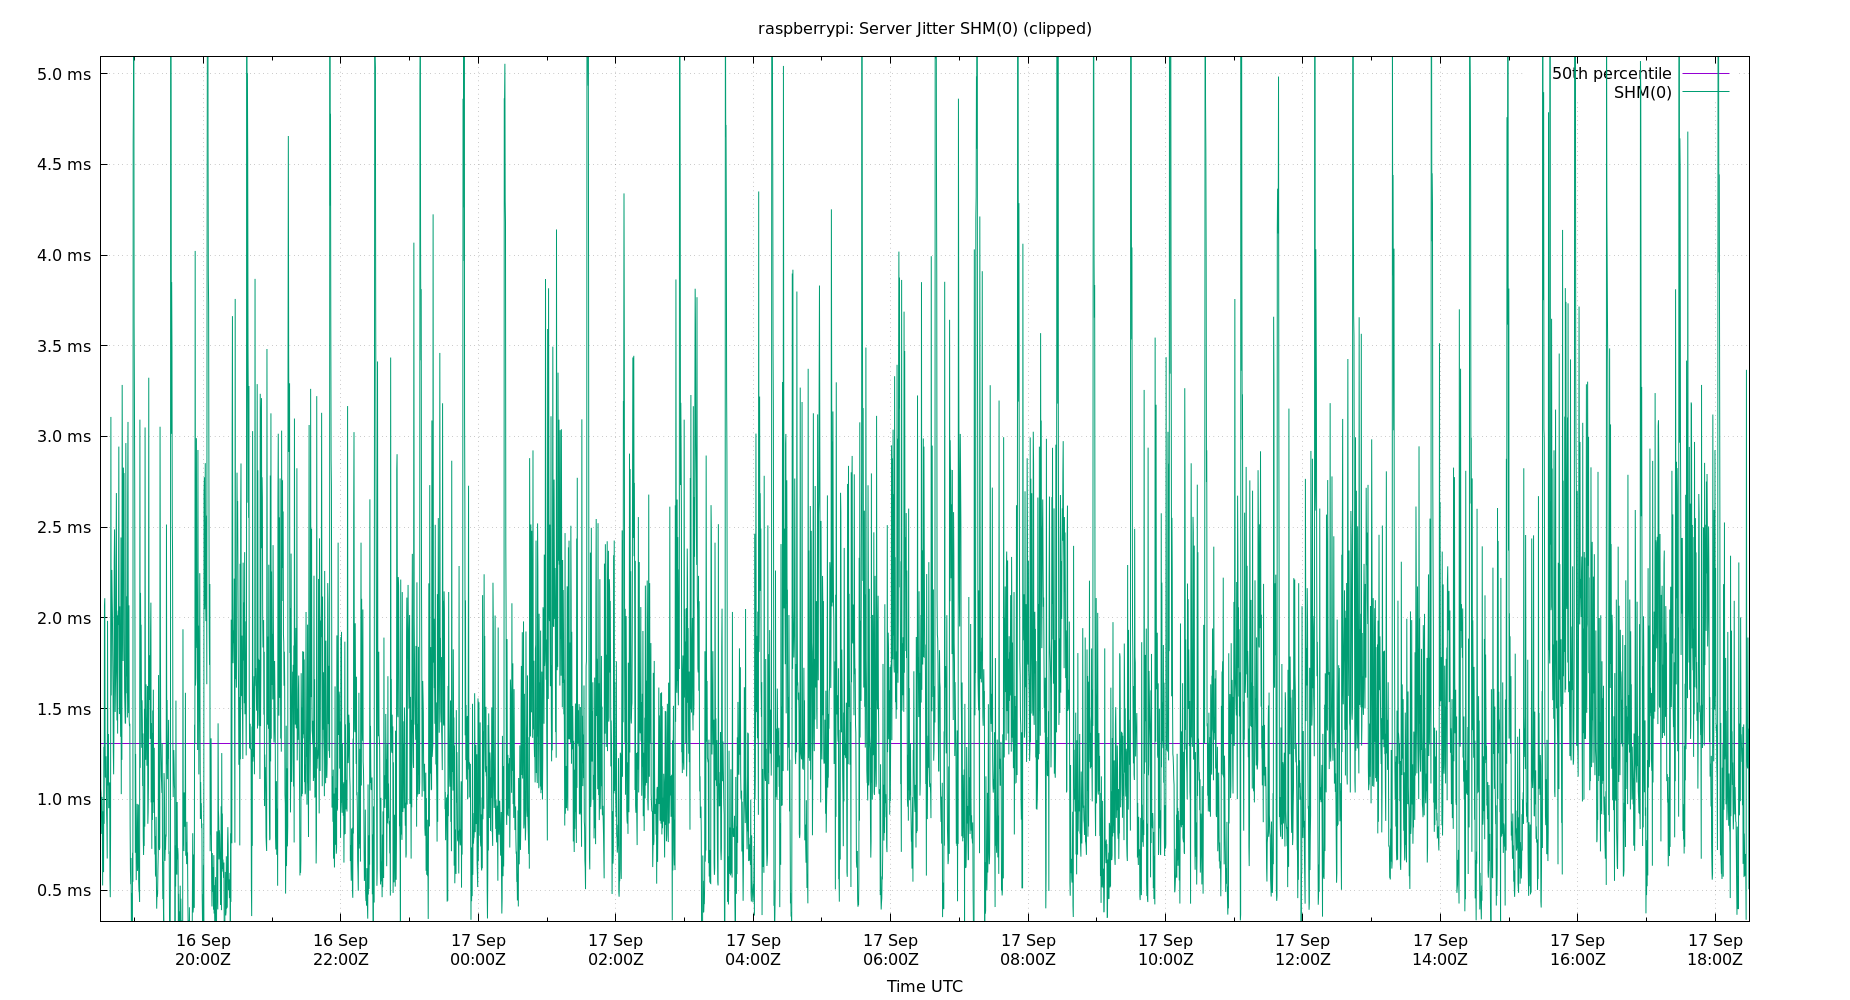 raspberrypi: Server Jitter SHM(0) (clipped)
5.0 ms
4.5 ms
4.0 ms
3.5 ms
3.0 ms
2.5 ms
2.0 ms
1.5 ms
1.0 ms
0.5 ms
50th percentile
SHM(0)
16 Sep 16 Sep 17 Sep 17 Sep 17 Sep 17 Sep 17 Sep 17 Sep 17 Sep 17 Sep 17 Sep 17 Sep
20:00Z 22:00Z 00:00Z 02:00Z 04:00Z 06:00Z 08:00Z 10:00Z 12:00Z 14:00Z 16:00Z 18:00Z
Time UTC